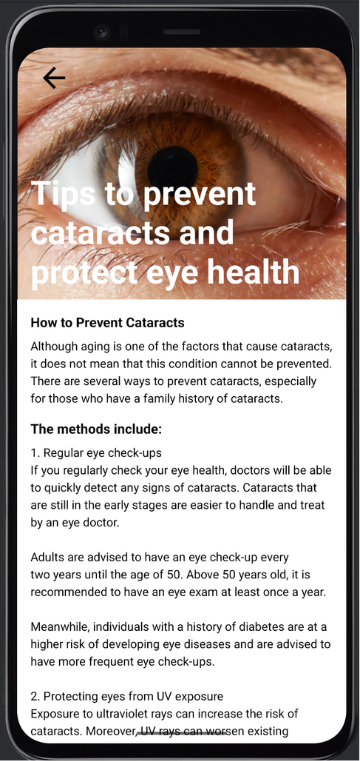 Tips to prevent
cataracts and
protect eye health
How to Prevent Cataracts
Although aging is one of the factors that cause cataracts,
it does not mean that this condition cannot be prevented.
There are several ways to prevent cataracts, especially
for those who have a family history of cataracts.
The methods include:
1. Regular eye check-ups
If you regularly check your eye health, doctors will be able
to quickly detect any signs of cataracts. Cataracts that
are still in the early stages are easier to handle and treat
by an eye doctor.
Adults are advised to have an eye check-up every
two years until the age of 50. Above 50 years old, it is
recommended to have an eye exam at least once a year.
Meanwhile, individuals with a history of diabetes are at a
higher risk of developing eye diseases and are advised to
have more frequent eye check-ups.
2. Protecting eyes from UV exposure
Exposure to ultraviolet rays can increase the risk of
cataracts. Moreover, UV rays can worsen existing